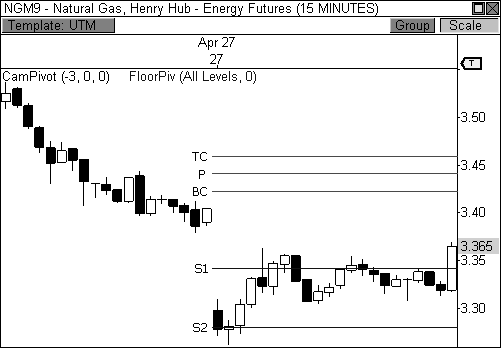 NGM9 - Natural Gas, Henry Hub - Energy Futures (15 MINUTES)
Template: UTM Group Scale
Apr 27
27
T
CamPivot (-3, 0, 0) FloorPiv (All Levels, 0)
3.50
TC
3.45
P
BC
3.40
3.365
3.35
S1
3.30
S2